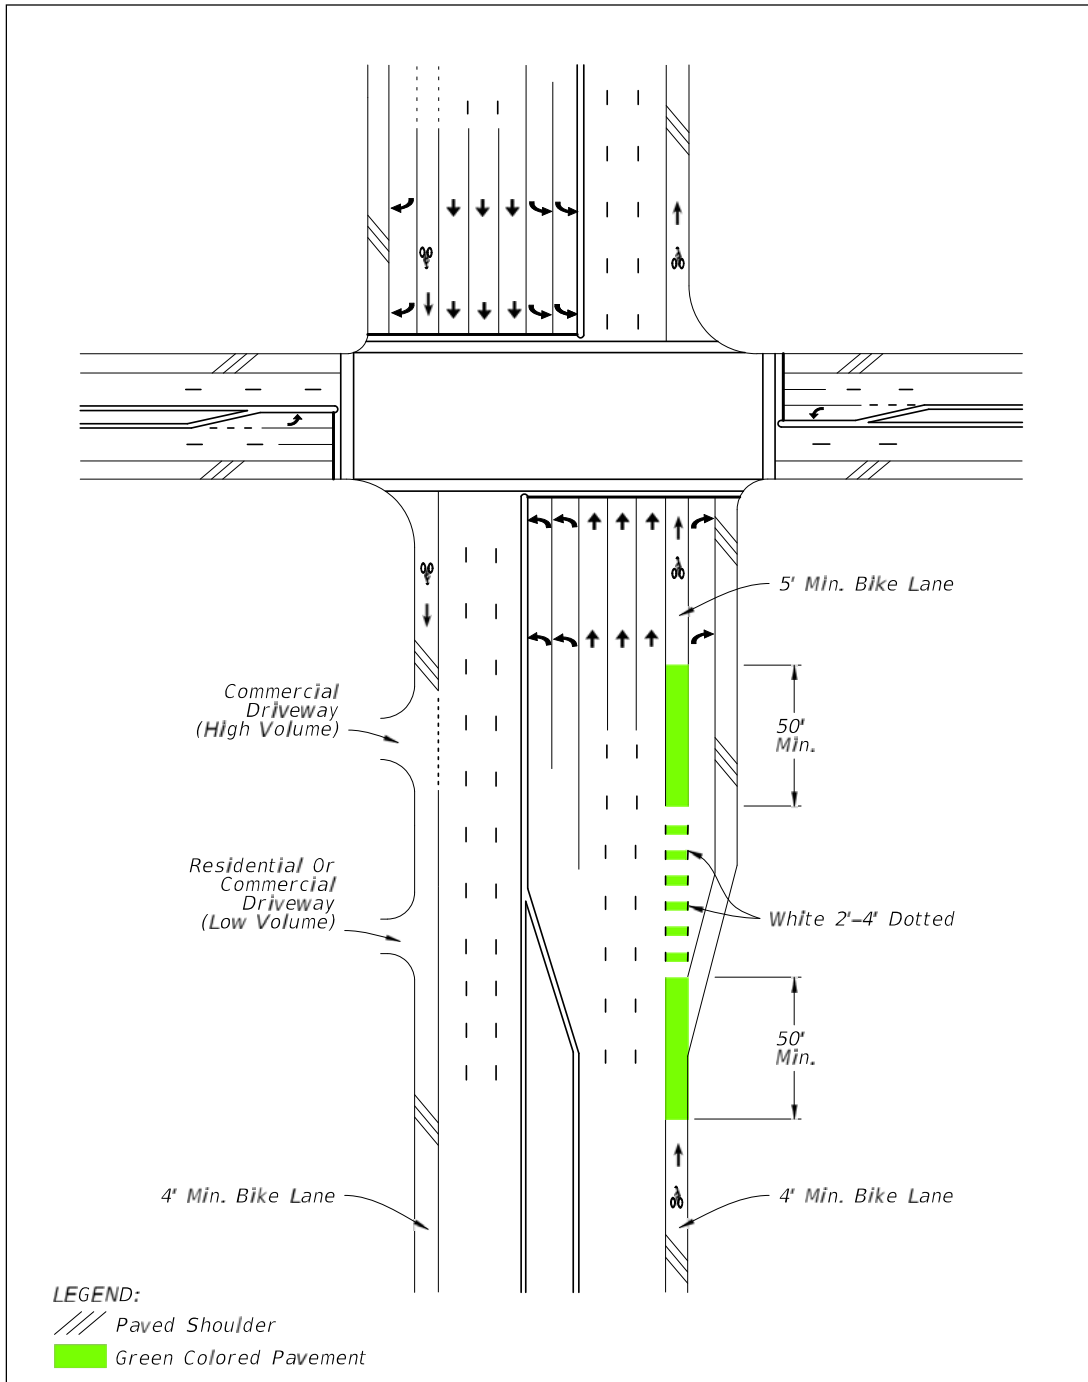 5' Min. Bike Lane
Commercial
Driveway
(High Volume)
50'
Min.
Residential Or
Commercial
Driveway
(Low Volume)
White 2'-4' Dotted
50'
Min.
4' Min. Bike Lane
4' Min. Bike Lane
LEGEND:
Paved Shoulder
Green Colored Pavement